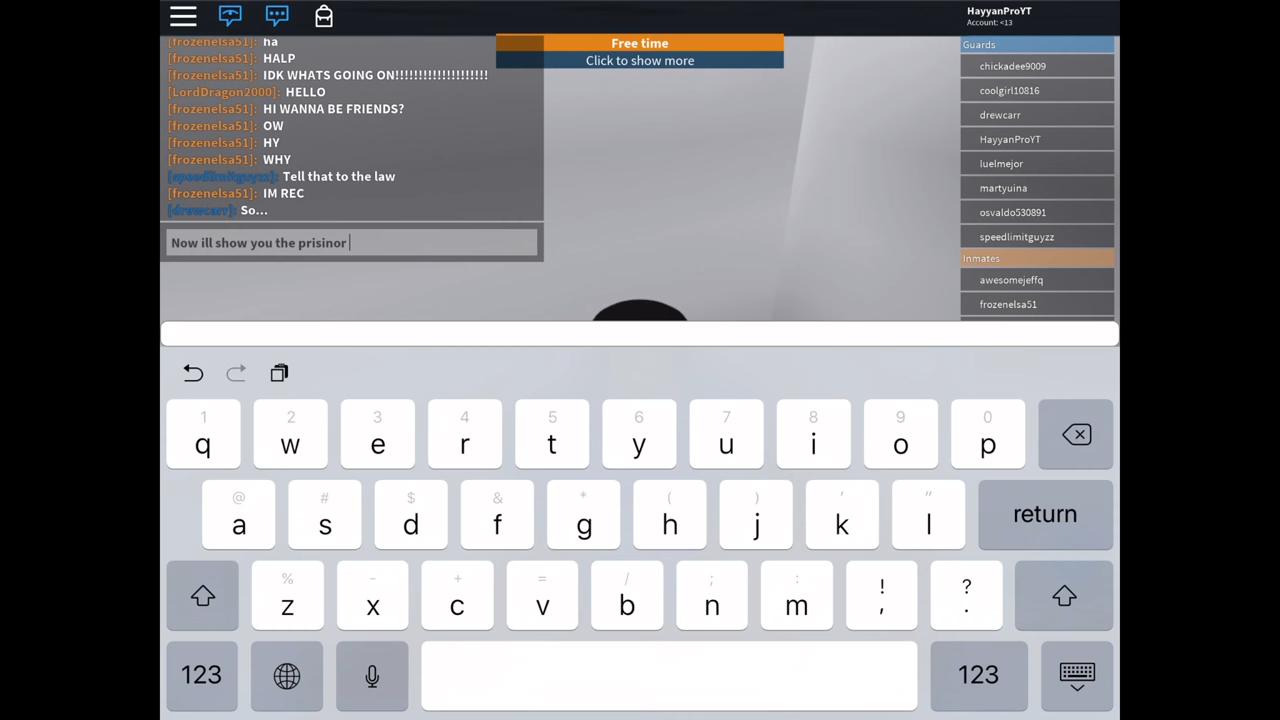 HayyanProYT
Account: <13
[frozenelsa51]: ha
[frozenelsa51]: HALP
[frozenelsa51]: IDK WHATS GOING ON!!!!!!!!!!!!!!!!!!!!
[LordDragon2000]: HELLO
[frozenelsa51]: HI WANNA BE FRIENDS?
[frozenelsa51]: OW
[frozenelsa51]: HY
[frozenelsa51]: WHY
[speedlimitguyzz]: Tell that to the law
[frozenelsa51]: IM REC
[drewcarr]: So...
Now ill show you the prisinor
Free time
Click to show more
Guards
chickadee9009
coolgirl10816
drewcarr
HayyanProYT
luelmejor
martyuina
osvaldo530891
speedlimitguyzz
Inmates
awesomejeffq
frozenelsa51
1 2 3 4 5 6 7 8 9 0
q w e r t y u i o p
@ # $ & * ( ) ' "
a s d f g h j k l return
% - + = / ; : ! ?
z x c v b n m , .
123 123